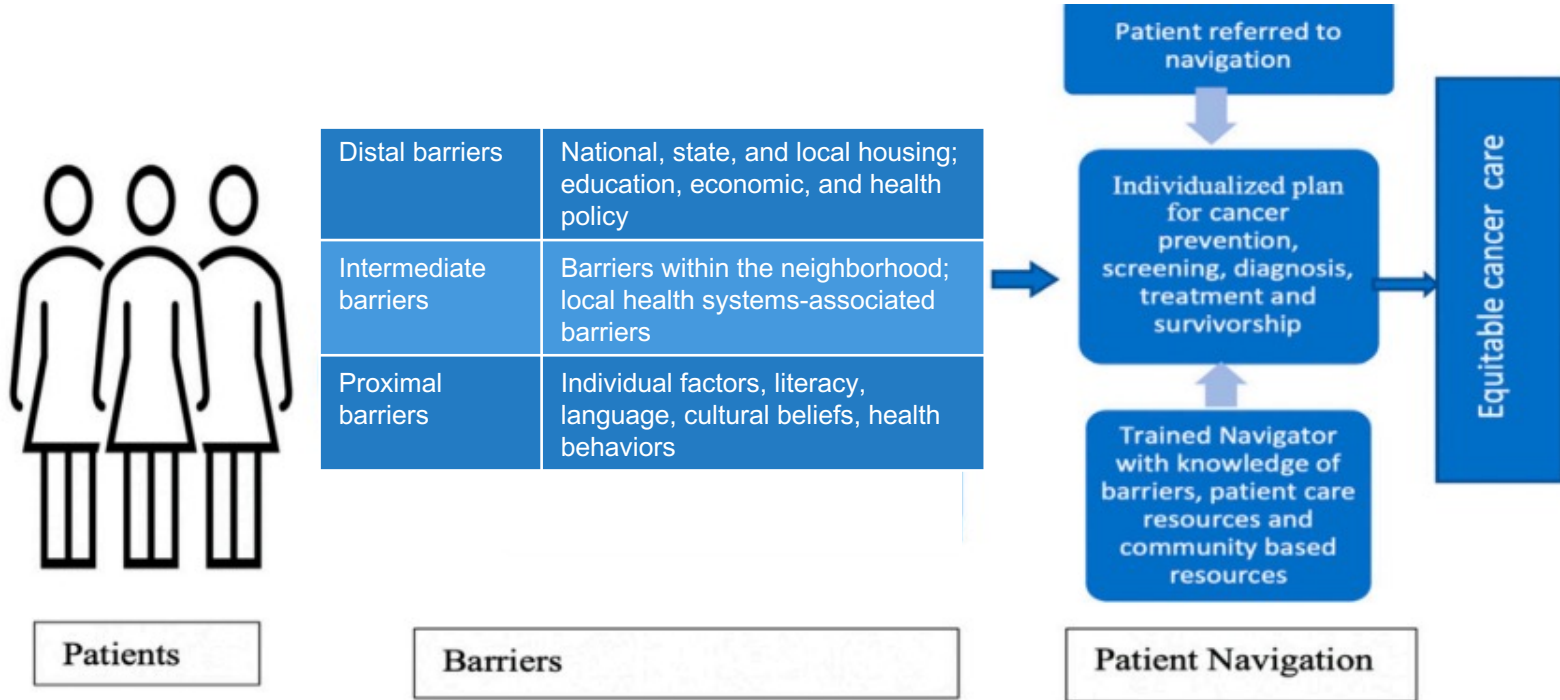 Distal barriers
National, state, and local housing;
education, economic, and health
policy
Intermediate
barriers
Barriers within the neighborhood;
local health systems-associated
barriers
Proximal
barriers
Individual factors, literacy,
language, cultural beliefs, health
behaviors
Patient referred to
navigation
Individualized plan
for cancer
prevention,
screening, diagnosis,
treatment and
survivorship
Trained Navigator
with knowledge of
barriers, patient care
resources and
community based
resources
Equitable cancer care
Patients
Barriers
Patient Navigation